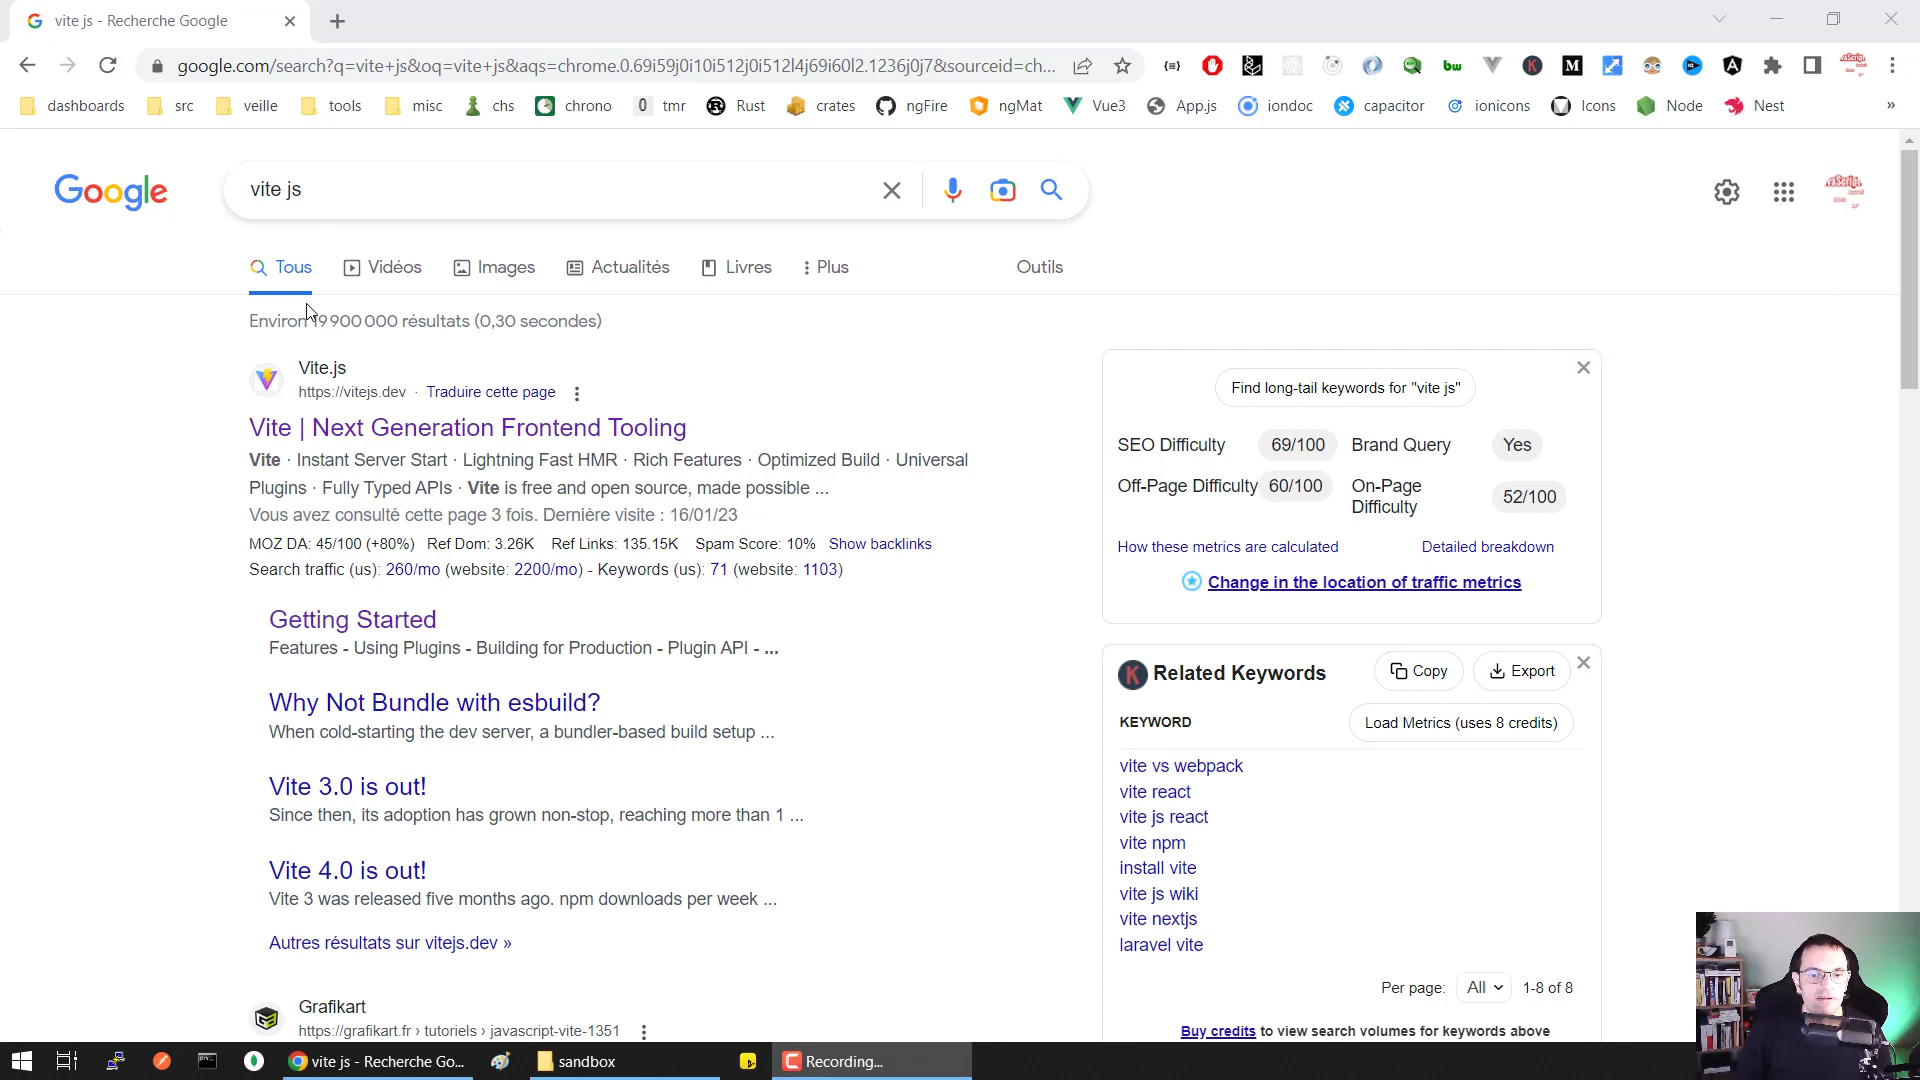 vite js - Recherche Google
google.com/search?q=vite+js&oq=vite+js&aqs=chrome.0.69i59j0i10i512j0i512l4j69i60l2.1236j0j7&sourceid=ch...
dashboards src veille tools misc chs chrono tmr Rust crates ngFire ngMat Vue3 App.js iondoc capacitor ionicons Icons Node Nest »
Google
vite js
Tous Vidéos Images Actualités Livres Plus Outils
Environ 19 900 000 résultats (0,30 secondes)
Vite.js
https://vitejs.dev · Traduire cette page
Vite | Next Generation Frontend Tooling
Vite · Instant Server Start · Lightning Fast HMR · Rich Features · Optimized Build · Universal
Plugins · Fully Typed APIs · Vite is free and open source, made possible ...
Vous avez consulté cette page 3 fois. Dernière visite : 16/01/23
MOZ DA: 45/100 (+80%) Ref Dom: 3.26K Ref Links: 135.15K Spam Score: 10% Show backlinks
Search traffic (us): 260/mo (website: 2200/mo) - Keywords (us): 71 (website: 1103)
Getting Started
Features - Using Plugins - Building for Production - Plugin API - ...
Why Not Bundle with esbuild?
When cold-starting the dev server, a bundler-based build setup ...
Vite 3.0 is out!
Since then, its adoption has grown non-stop, reaching more than 1 ...
Vite 4.0 is out!
Vite 3 was released five months ago. npm downloads per week ...
Autres résultats sur vitejs.dev »
Grafikart
https://grafikart.fr › tutoriels › javascript-vite-1351
Find long-tail keywords for "vite js"
SEO Difficulty 69/100 Brand Query Yes
Off-Page Difficulty 60/100 On-Page Difficulty 52/100
How these metrics are calculated Detailed breakdown
Change in the location of traffic metrics
Related Keywords Copy Export
KEYWORD Load Metrics (uses 8 credits)
vite vs webpack
vite react
vite js react
vite npm
install vite
vite js wiki
vite nextjs
laravel vite
Per page: All 1-8 of 8
Buy credits to view search volumes for keywords above
vite js - Recherche Go... sandbox Recording...